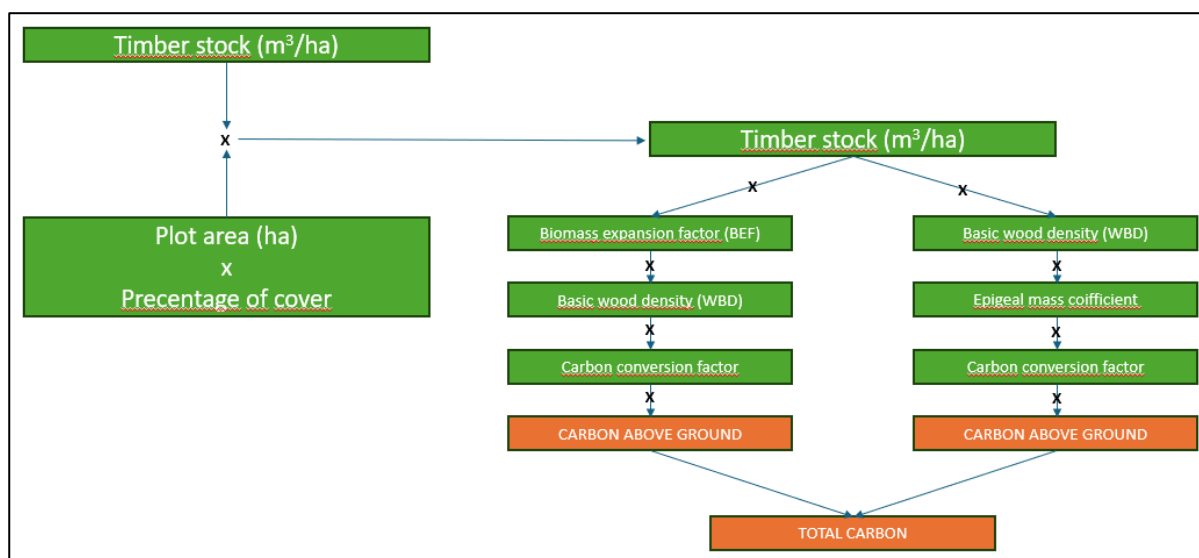 Timber stock (m³/ha)
x
Timber stock (m³/ha)
Plot area (ha)
x
Precentage of cover
x
x
Biomass expansion factor (BEF)
Basic wood density (WBD)
x
x
Basic wood density (WBD)
Epigeal mass coifficient
x
x
Carbon conversion factor
Carbon conversion factor
x
x
CARBON ABOVE GROUND
CARBON ABOVE GROUND
TOTAL CARBON